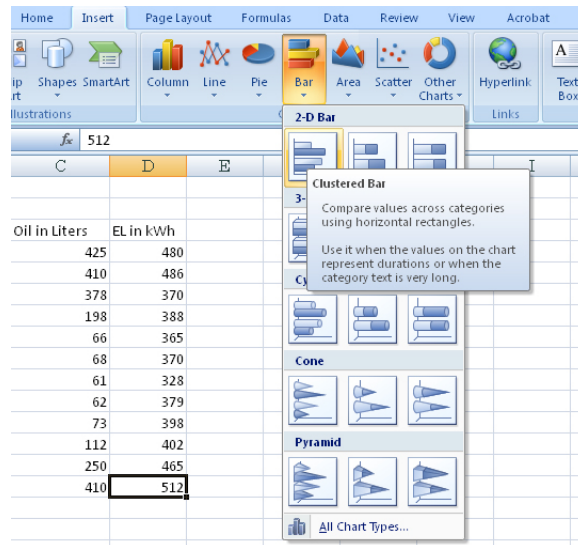 Home Insert Page Layout Formulas Data Review View Acrobat
Shapes SmartArt Column Line Pie Bar Area Scatter Other Charts Hyperlink Text Box
Links
fx 512
2-D Bar
C D E I
Clustered Bar
Compare values across categories
using horizontal rectangles.
Use it when the values on the chart
represent durations or when the
category text is very long.
Oil in Liters EL in kWh
425 480
410 486
378 370
198 388
66 365
68 370
61 328
62 379
73 398
112 402
250 465
410 512
Cone
Pyramid
All Chart Types...